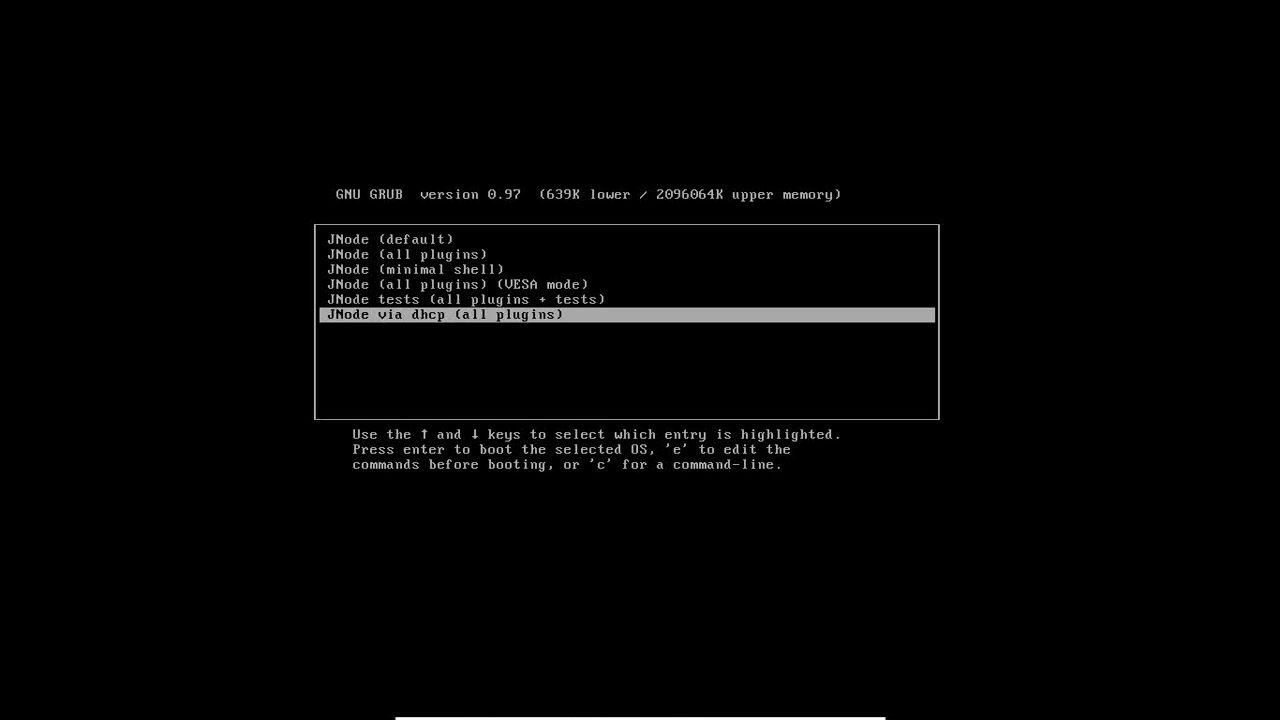 GNU GRUB  version 0.97  (639K lower / 2096064K upper memory)
JNode (default)
JNode (all plugins)
JNode (minimal shell)
JNode (all plugins) (VESA mode)
JNode tests (all plugins + tests)
JNode via dhcp (all plugins)
Use the ↑ and ↓ keys to select which entry is highlighted.
Press enter to boot the selected OS, 'e' to edit the
commands before booting, or 'c' for a command-line.